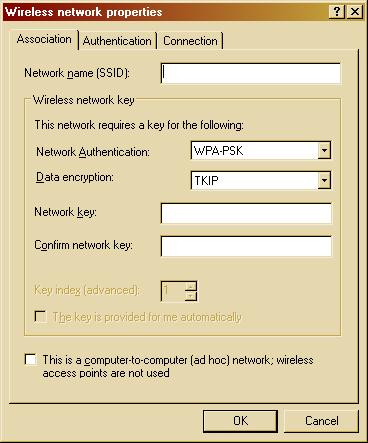 Wireless network properties
Association Authentication Connection
Network name (SSID):
Wireless network key
This network requires a key for the following:
Network Authentication: WPA-PSK
Data encryption: TKIP
Network key:
Confirm network key:
Key index (advanced): 1
The key is provided for me automatically
This is a computer-to-computer (ad hoc) network; wireless
access points are not used
OK Cancel